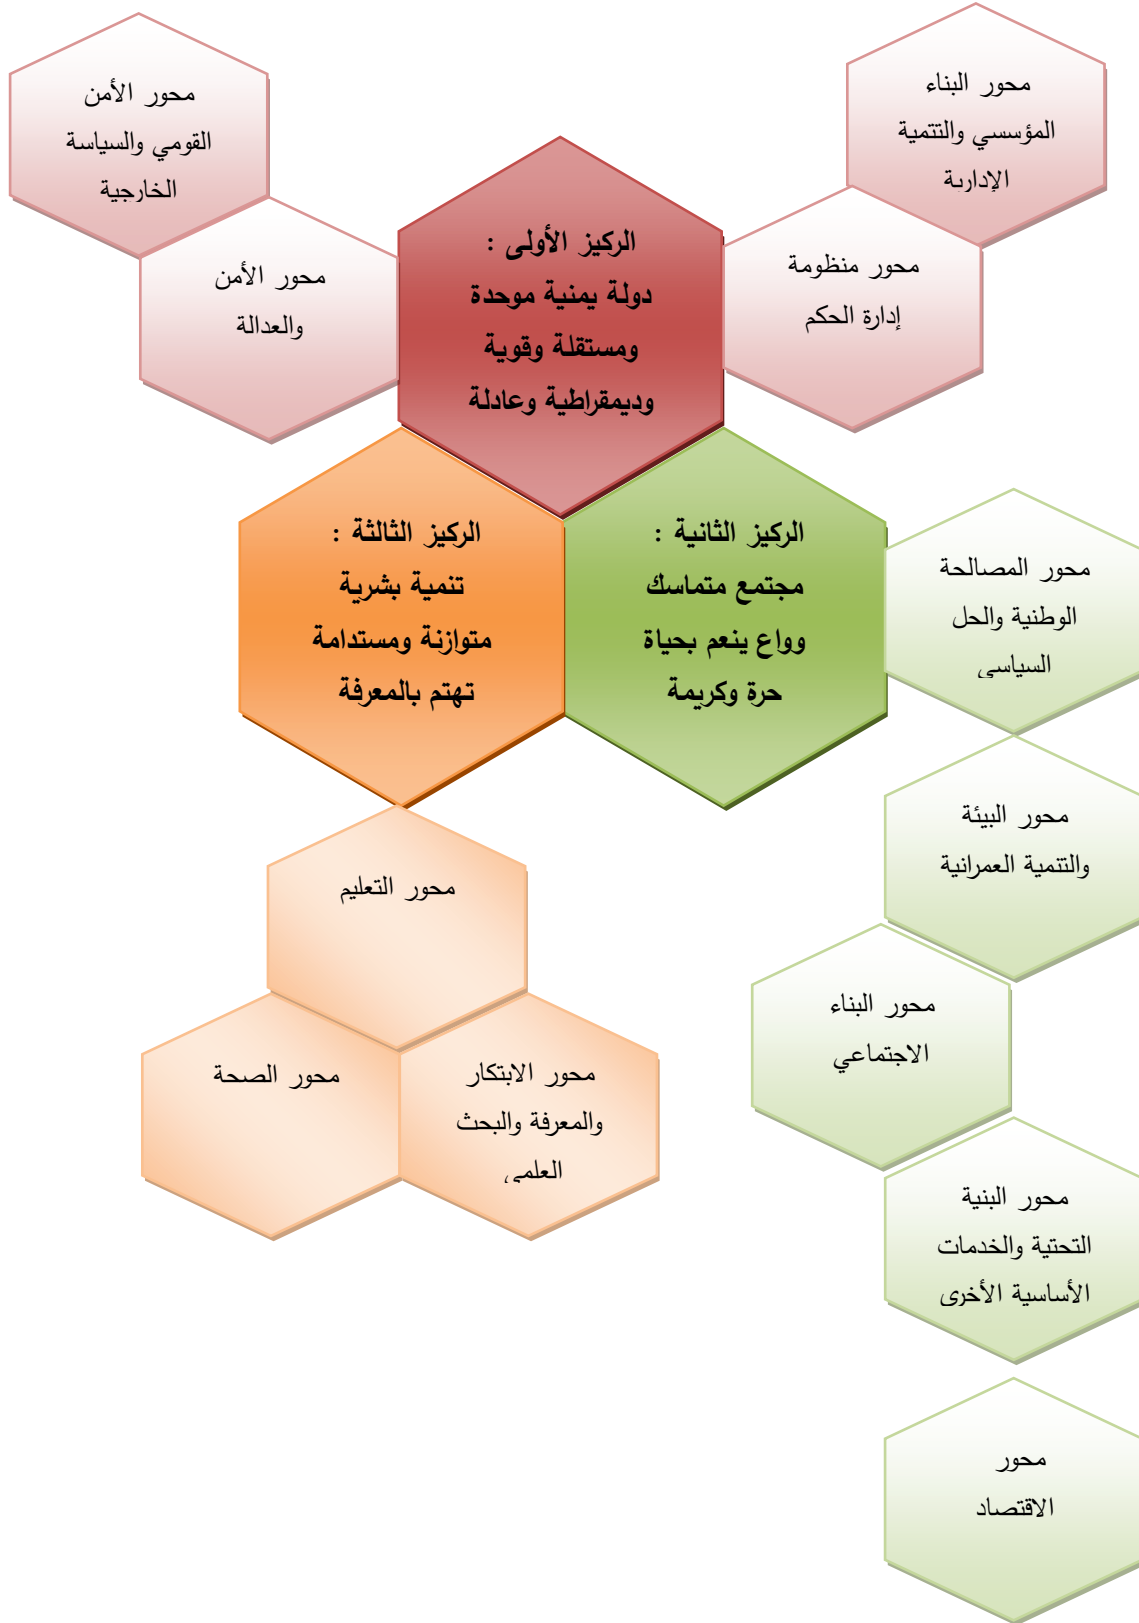 محور البناء
المؤسسي والتنمية
الإدارية
محور منظومة
إدارة الحكم
محور الأمن
القومي والسياسة
الخارجية
محور الأمن
والعدالة
الركيز الأولى :
دولة يمنية موحدة
ومستقلة وقوية
وديمقراطية وعادلة
الركيز الثانية :
مجتمع متماسك
وواع ينعم بحياة
حرة وكريمة
الركيز الثالثة :
تنمية بشرية
متوازنة ومستدامة
تهتم بالمعرفة
محور المصالحة
الوطنية والحل
السياسي
محور البيئة
والتنمية العمرانية
محور البناء
الاجتماعي
محور البنية
التحتية والخدمات
الأساسية الأخرى
محور
الاقتصاد
محور التعليم
محور الابتكار
والمعرفة والبحث
العلمي
محور الصحة